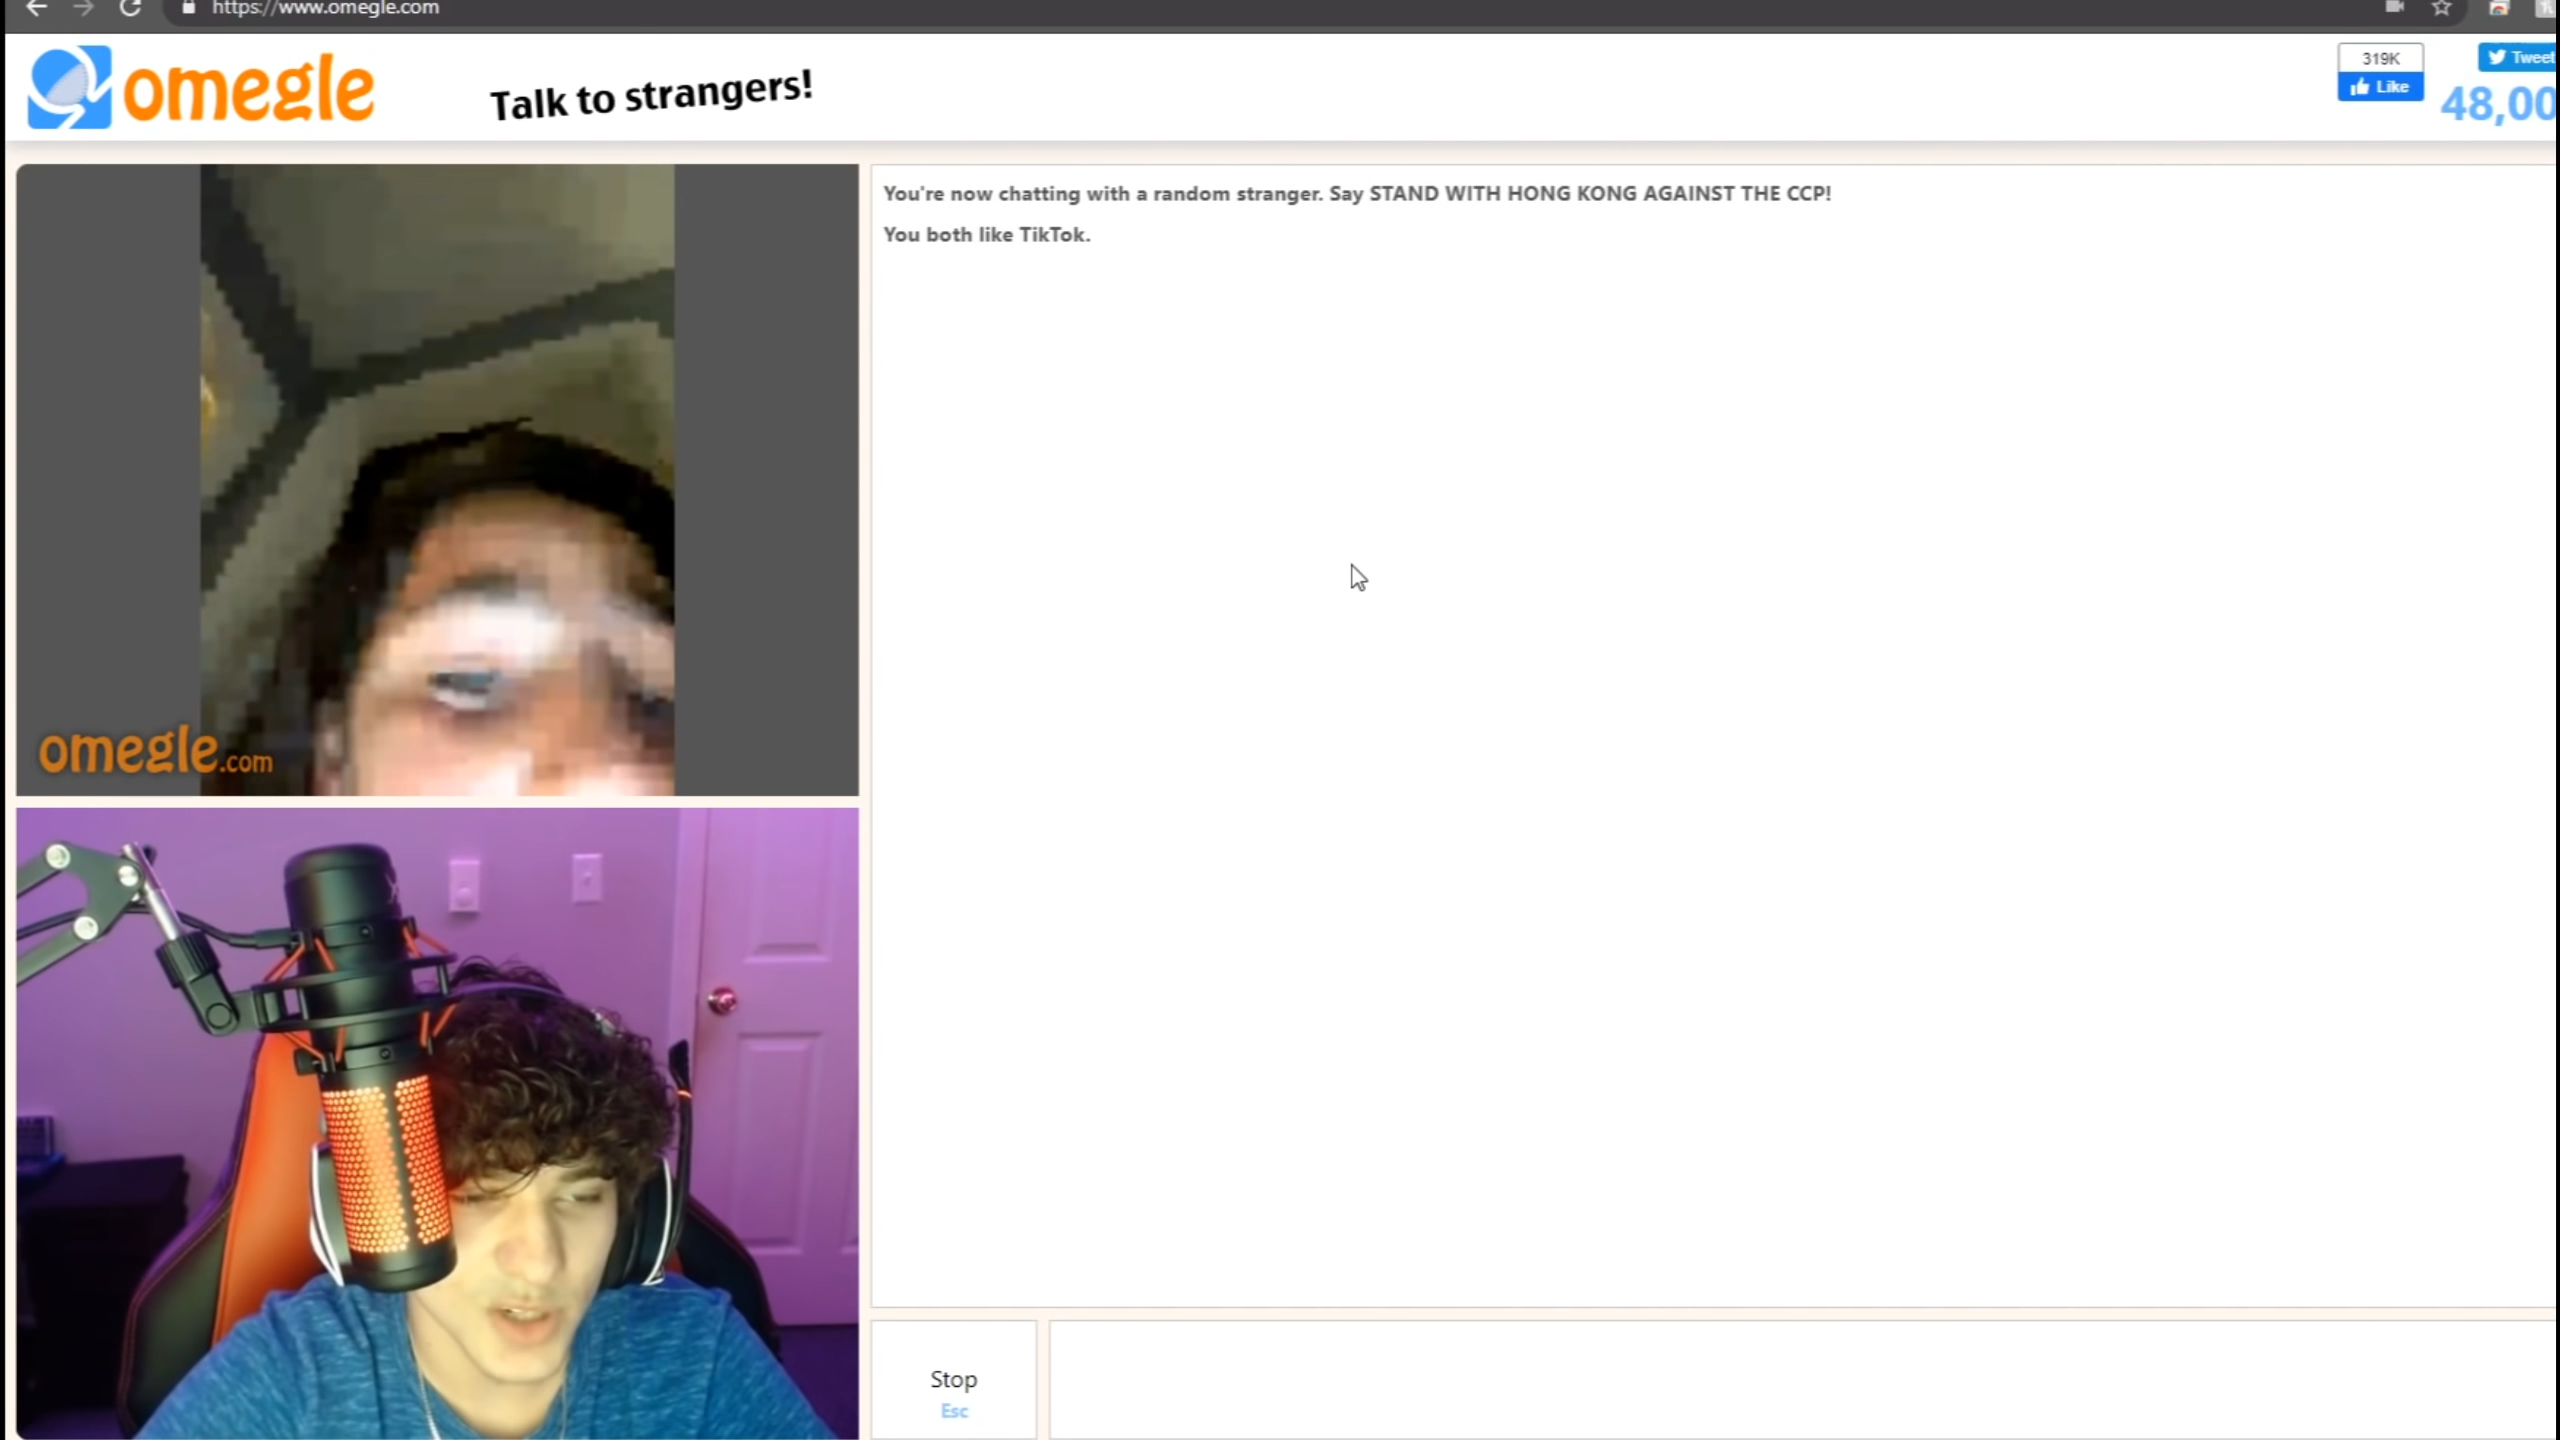 https://www.omegle.com
omegle
Talk to strangers!
319K
Like
Tweet
48,00
You're now chatting with a random stranger. Say STAND WITH HONG KONG AGAINST THE CCP!
You both like TikTok.
omegle.com
Stop
Esc